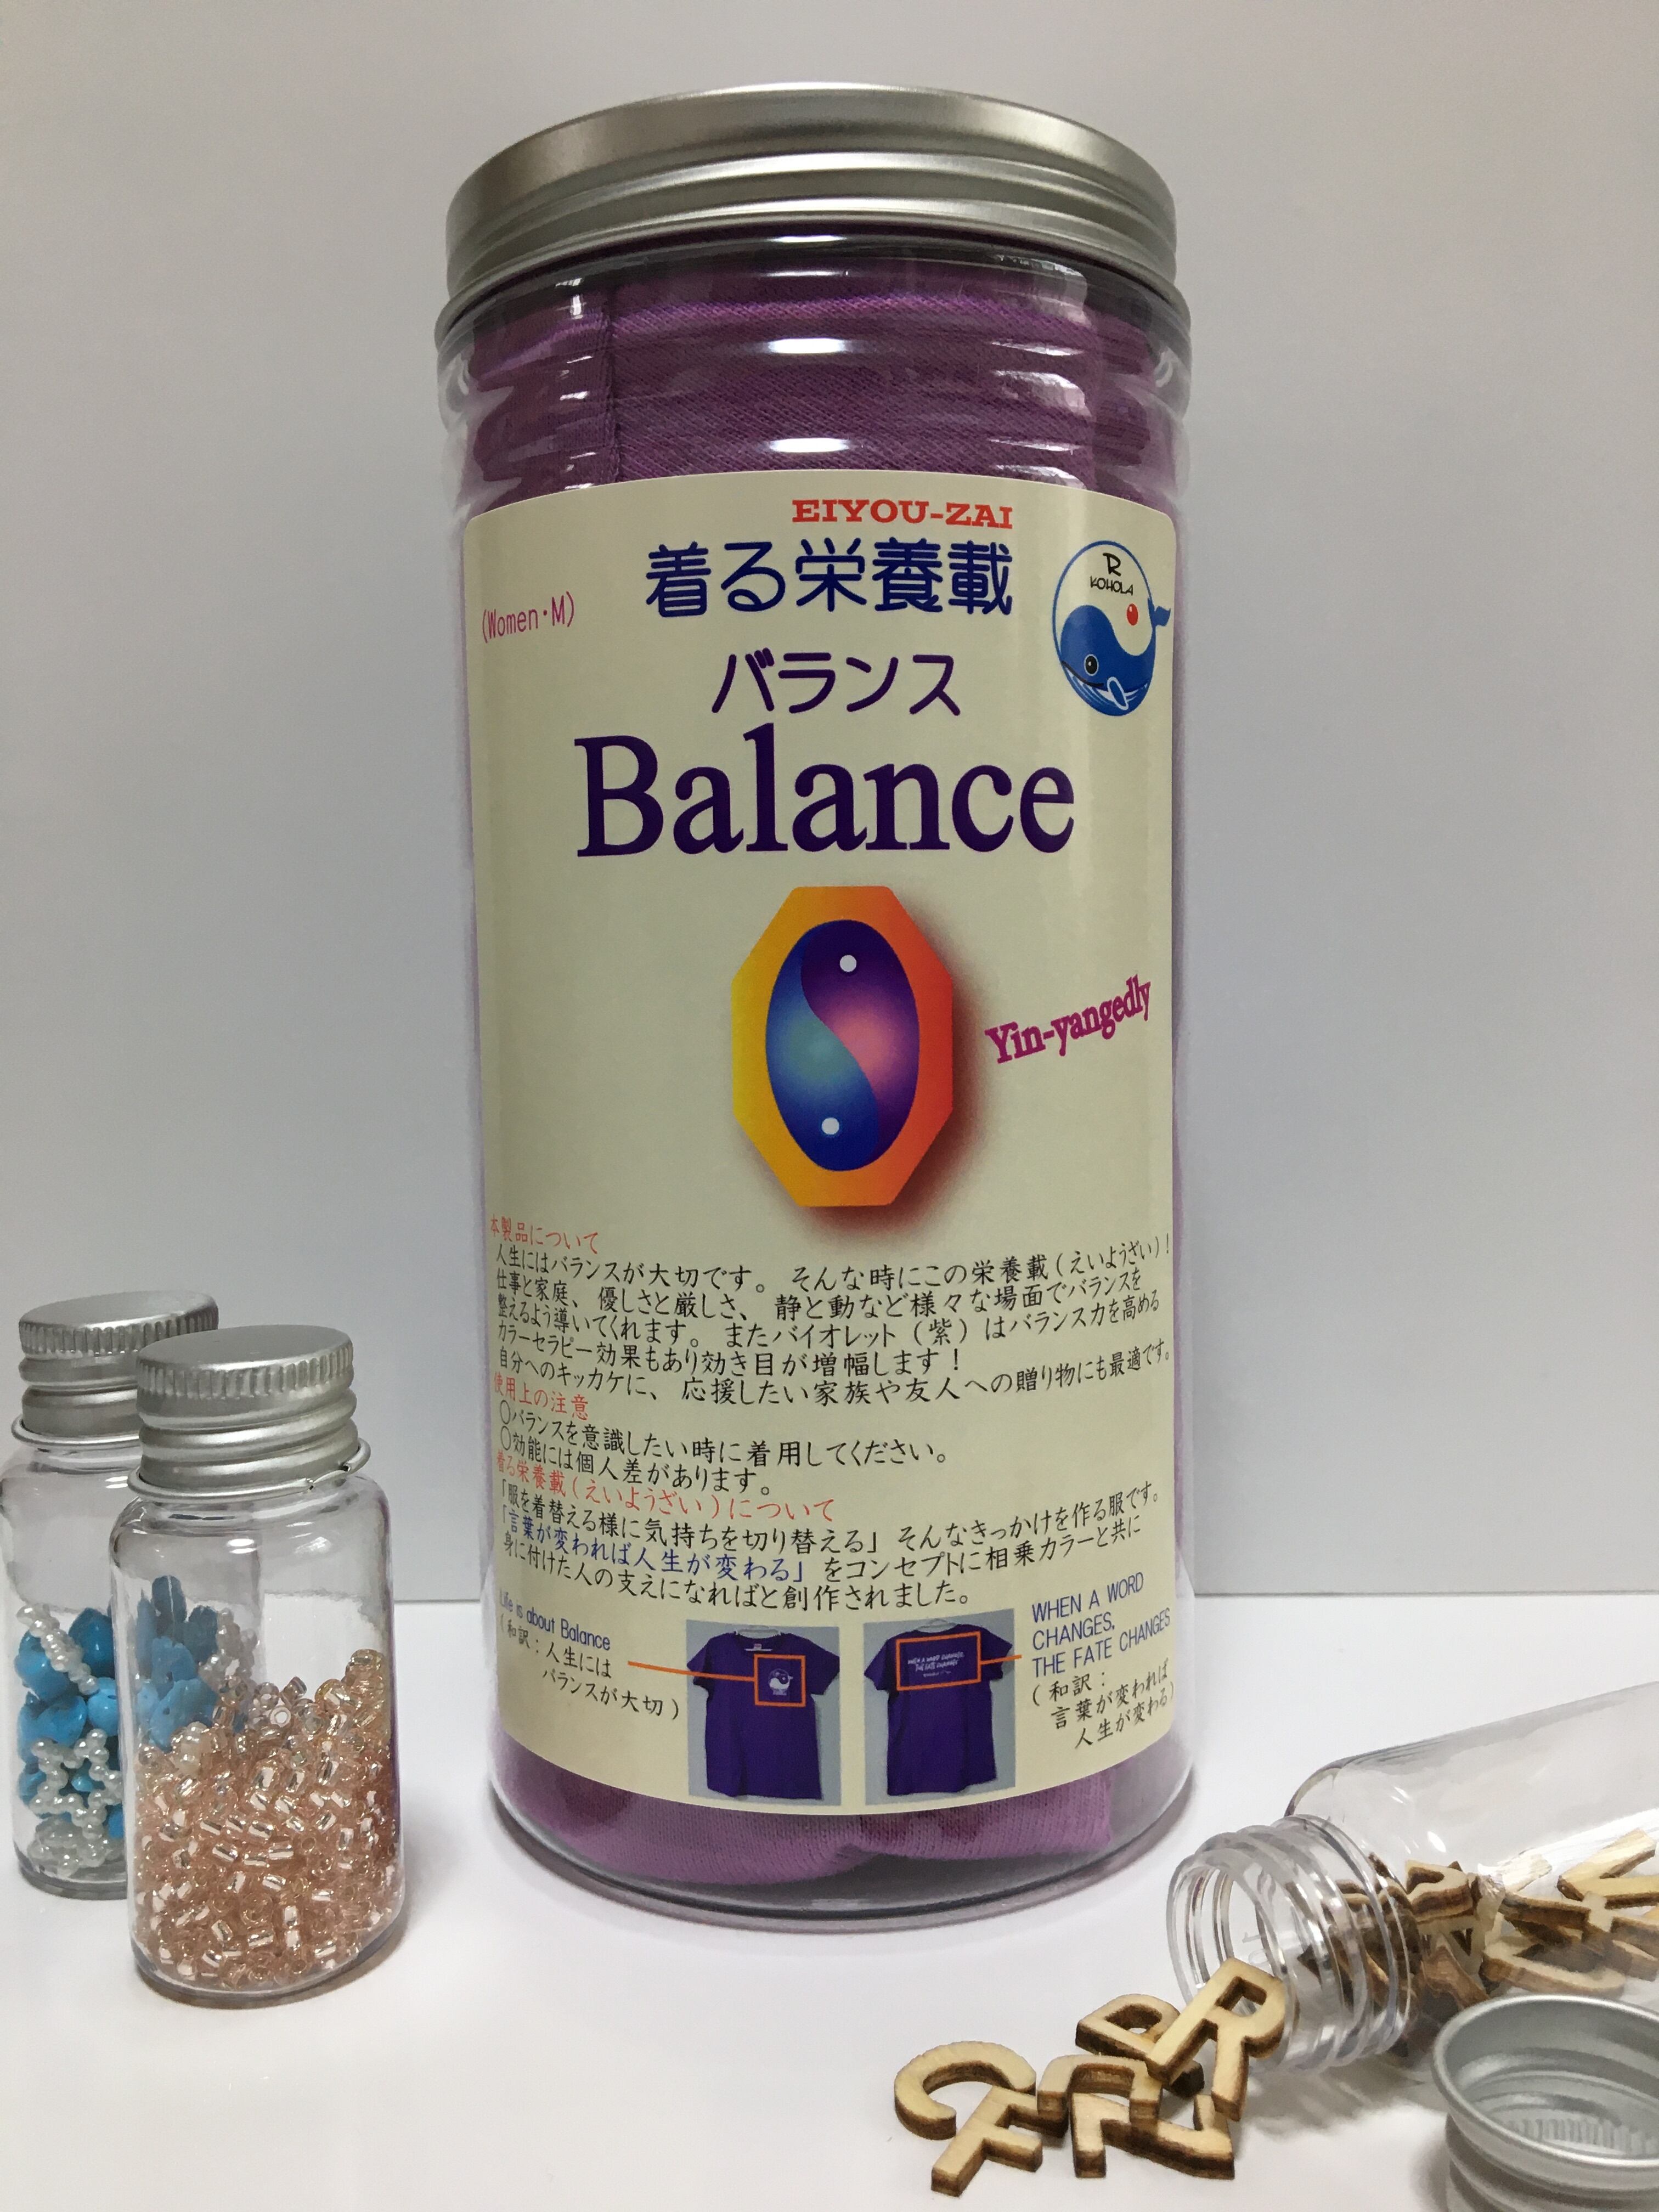 EIYOU-ZAI
着る栄養載
(Women・M)
R
KOHOLA
バランス
Balance
Yin-yangedly
本製品について
人生にはバランスが大切です。 そんな時にこの栄養載(えいようざい)!
仕事と家庭、優しさと厳しさ、静と動など様々な場面でバランスを
整えるよう導いてくれます。 またバイオレット(紫)はバランス力を高める
カラーセラピー効果もあり効き目が増幅します!
自分へのキッカケに、応援したい家族や友人への贈り物にも最適です。
使用上の注意
○バランスを意識したい時に着用してください。
○効能には個人差があります。
着る栄養載(えいようざい)について
「服を着替える様に気持ちを切り替える」そんなきっかけを作る服です。
「言葉が変われば人生が変わる」をコンセプトに相乗カラーと共に
身に付けた人の支えになればと創作されました。
Life is about Balance
(和訳:人生には
バランスが大切)
WHEN A WORD CHANGES,
THE FATE CHANGES
WHEN A WORD
CHANGES,
THE FATE CHANGES
(和訳:
言葉が変われば
人生が変わる)
R
C
F